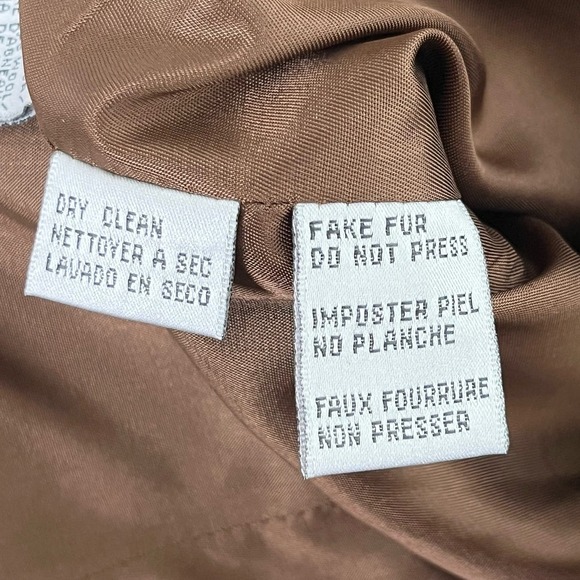 DRY CLEAN
NETTOYER A SEC
LAVADO EN SECO
FAKE FUR
DO NOT PRESS
IMPOSTER PIEL
NO PLANCHE
FAUX FOURRURE
NON PRESSER